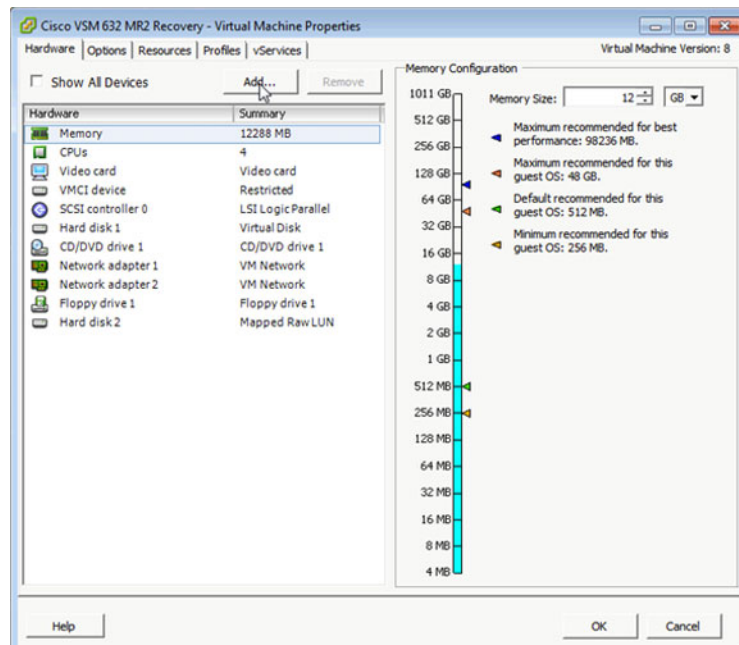 Cisco VSM 632 MR2 Recovery - Virtual Machine Properties
Hardware Options Resources Profiles vServices Virtual Machine Version: 8
Show All Devices Add... Remove
Hardware Summary
Memory 12288 MB
CPUs 4
Video card Video card
VMCI device Restricted
SCSI controller 0 LSI Logic Parallel
Hard disk 1 Virtual Disk
CD/DVD drive 1 CD/DVD drive 1
Network adapter 1 VM Network
Network adapter 2 VM Network
Floppy drive 1 Floppy drive 1
Hard disk 2 Mapped Raw LUN
Memory Configuration
Memory Size: 12 GB
1011 GB
512 GB
256 GB
128 GB
64 GB
32 GB
16 GB
8 GB
4 GB
2 GB
1 GB
512 MB
256 MB
128 MB
64 MB
32 MB
16 MB
8 MB
4 MB
Maximum recommended for best
performance: 98236 MB.
Maximum recommended for this
guest OS: 48 GB.
Default recommended for this
guest OS: 512 MB.
Minimum recommended for this
guest OS: 256 MB.
Help OK Cancel